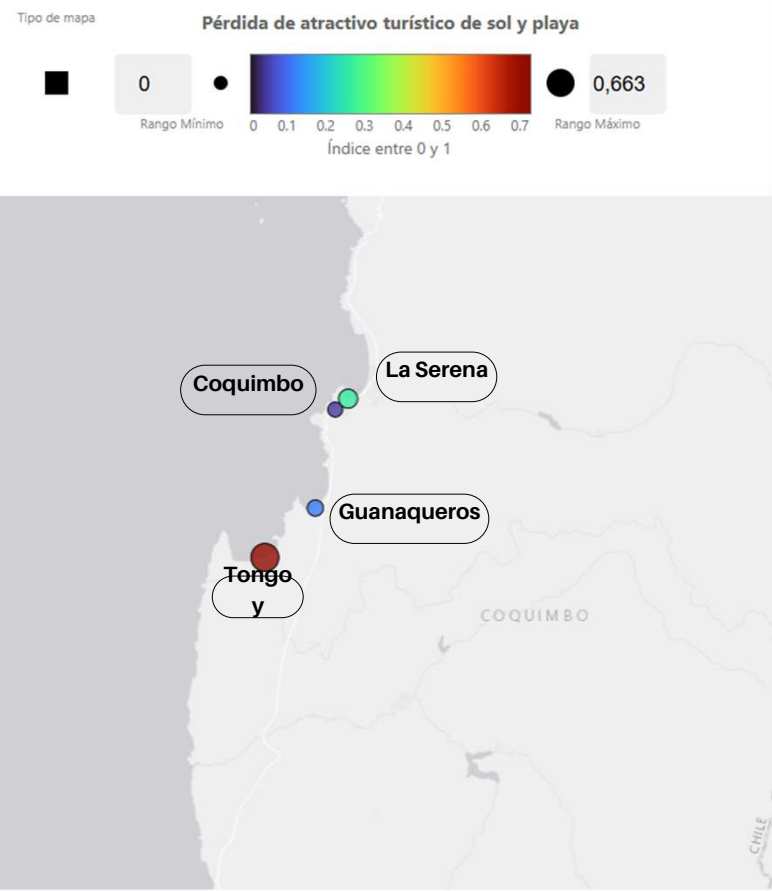 Tipo de mapa
Pérdida de atractivo turístico de sol y playa
0
0,663
Rango Mínimo
0 0.1 0.2 0.3 0.4 0.5 0.6 0.7
Rango Máximo
Índice entre 0 y 1
La Serena
Coquimbo
Guanaqueros
Tongo
y
COQUIMBO
CHILE